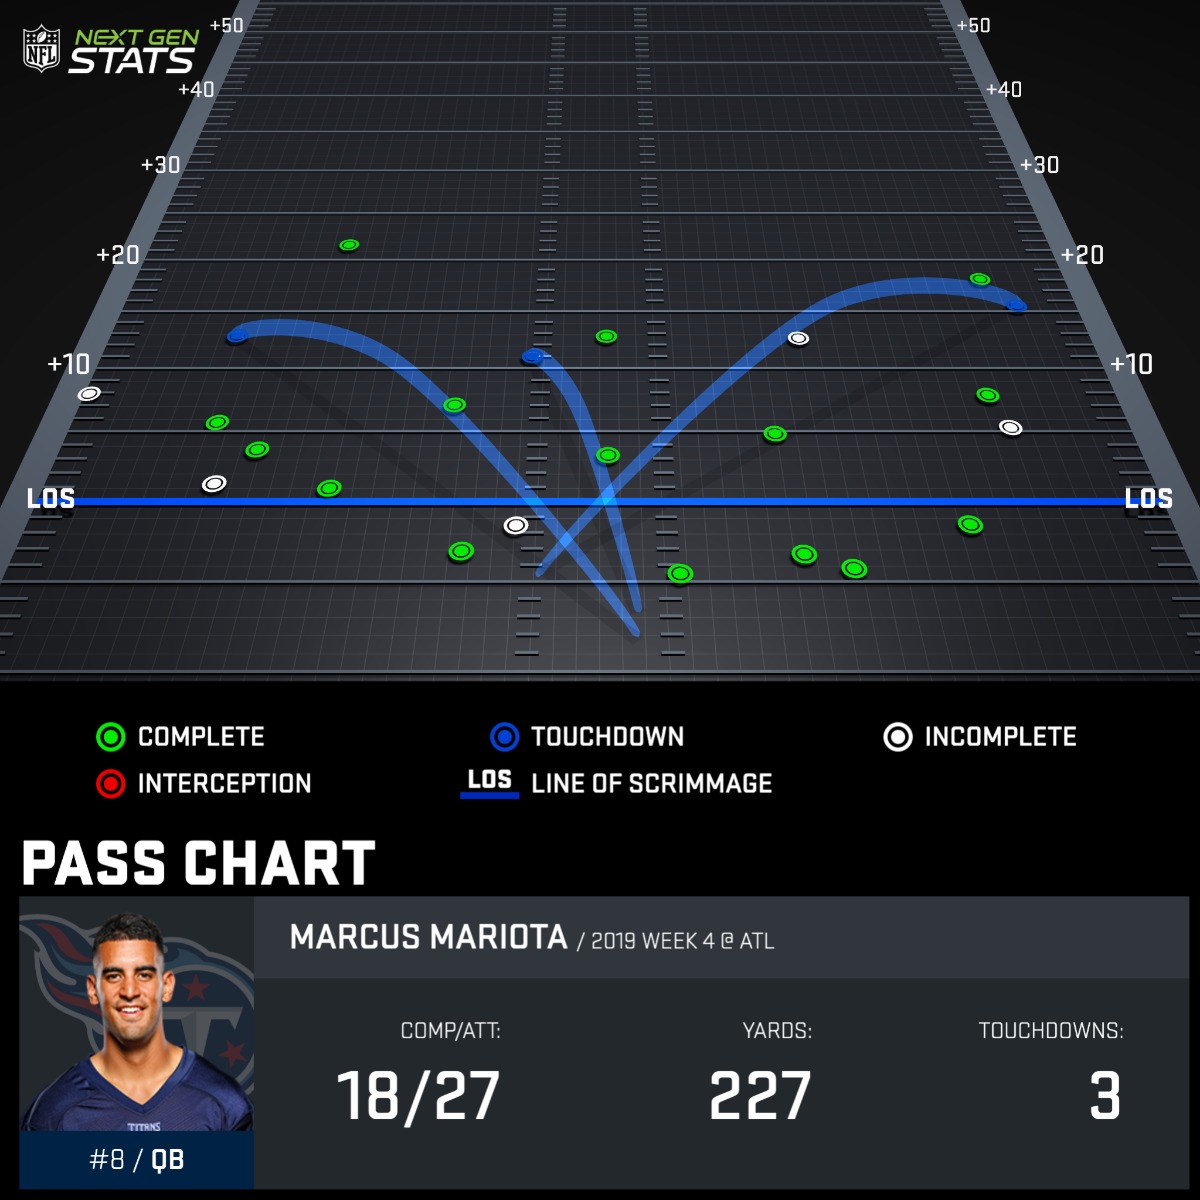 +50 +50
NFL NEXT GEN
STATS
+40 +40
+30 +30
+20 +20
+10 +10
LOS LOS
COMPLETE TOUCHDOWN INCOMPLETE
INTERCEPTION LOS LINE OF SCRIMMAGE
PASS CHART
MARCUS MARIOTA / 2019 WEEK 4 @ ATL
COMP/ATT: YARDS: TOUCHDOWNS:
18/27 227 3
TITANS
#8 / QB